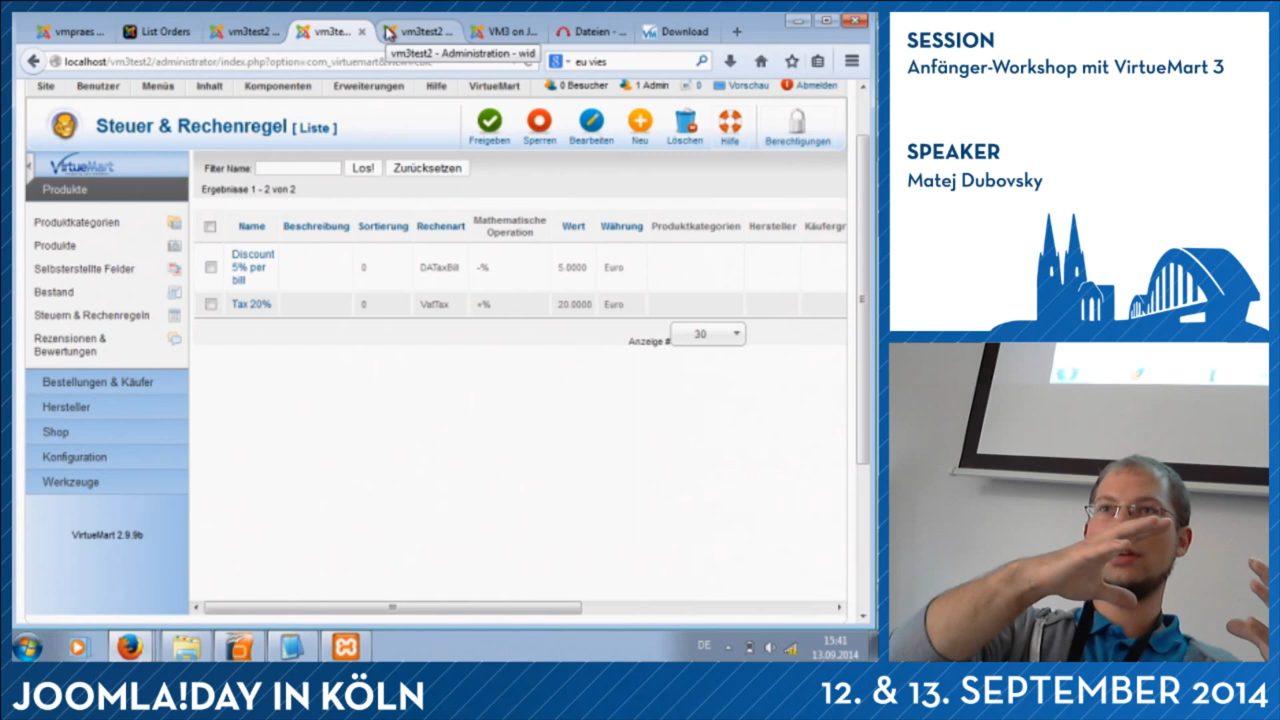 vmpraes ...
List Orders
vm3test2 ...
vm3te...
vm3test2 ...
VM3 on J...
Dateien - ...
Download
vm3test2 - Administration - wid
localhost/vm3test2/administrator/index.php?option=com_virtuemart
eu vies
Site Benutzer Menüs Inhalt Komponenten Erweiterungen Hilfe VirtueMart 0 Besucher 1 Admin 0 Vorschau Abmelden
Steuer & Rechenregel [ Liste ]
Freigeben Sperren Bearbeiten Neu Löschen Hilfe Berechtigungen
VirtueMart
Produkte
Produktkategorien
Produkte
Selbsterstellte Felder
Bestand
Steuern & Rechenregeln
Rezensionen &
Bewertungen
Bestellungen & Käufer
Hersteller
Shop
Konfiguration
Werkzeuge
VirtueMart 2.9.9b
Filter Name: Los! Zurücksetzen
Ergebnisse 1 - 2 von 2
Name Beschreibung Sortierung Rechenart Mathematische Operation Wert Währung Produktkategorien Hersteller Käufergr
Discount
5% per
bill
0 DATaxBill -% 5.0000 Euro
Tax 20% 0 VatTax +% 20.0000 Euro
Anzeige # 30
DE
15:41
13.09.2014
SESSION
Anfänger-Workshop mit VirtueMart 3
SPEAKER
Matej Dubovsky
JOOMLA!DAY IN KÖLN
12. & 13. SEPTEMBER 2014